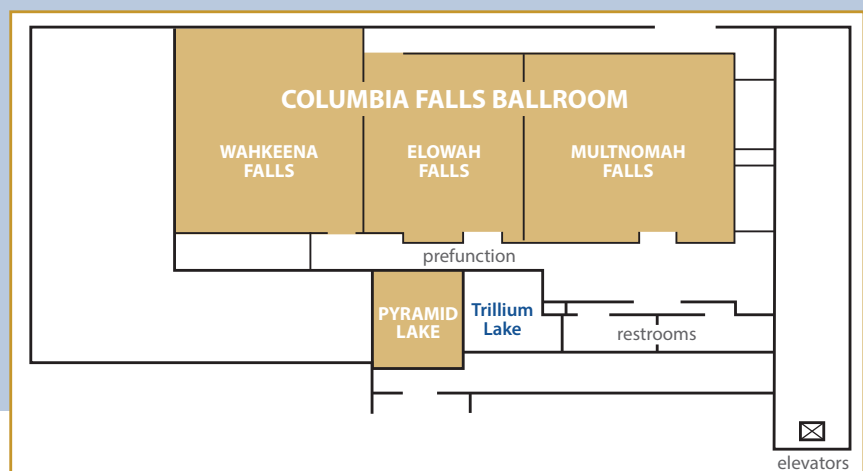 COLUMBIA FALLS BALLROOM
WAHKEENA
FALLS
ELOWAH
FALLS
MULTNOMAH
FALLS
prefunction
PYRAMID
LAKE
Trillium
Lake
restrooms
elevators